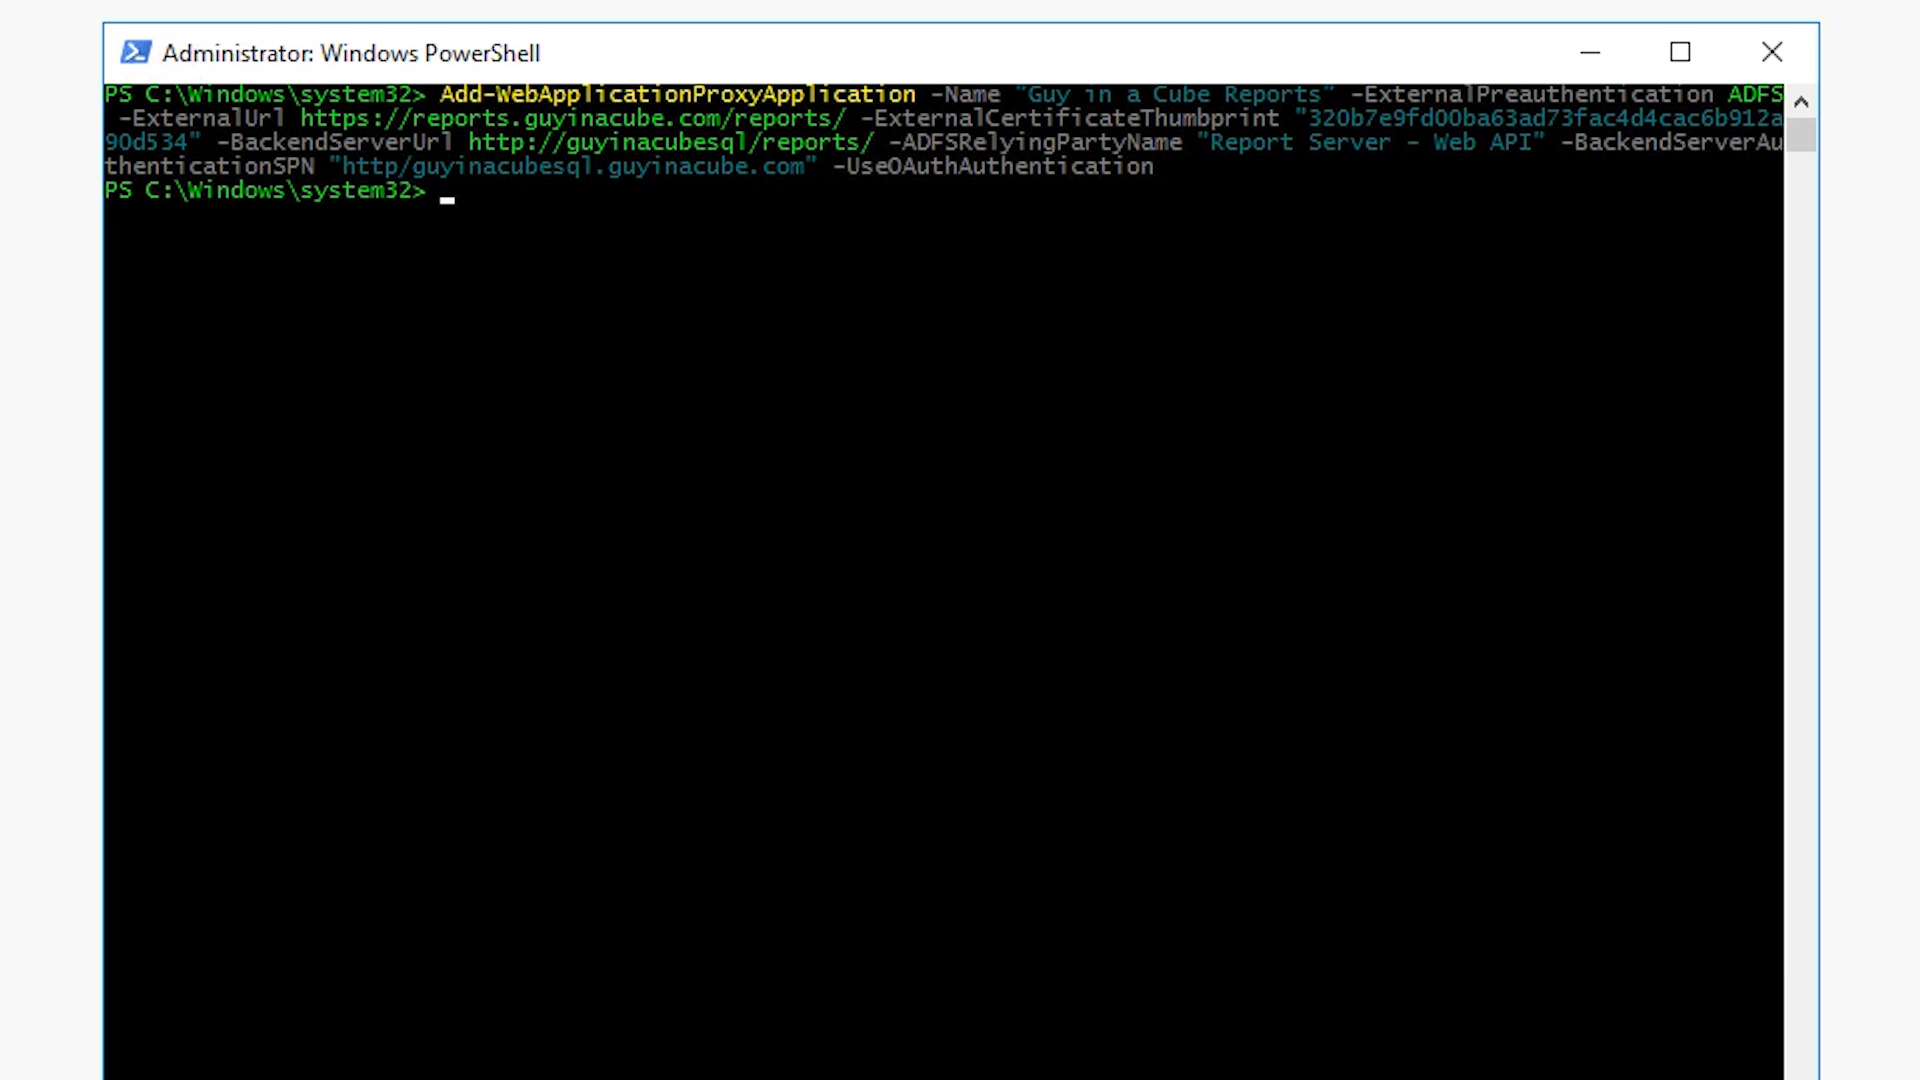 Administrator: Windows PowerShell
PS C:\Windows\system32> Add-WebApplicationProxyApplication -Name "Guy in a Cube Reports" -ExternalPreauthentication ADFS
 -ExternalUrl https://reports.guyinacube.com/reports/ -ExternalCertificateThumbprint "320b7e9fd00ba63ad73fac4d4cac6b912a
90d534" -BackendServerUrl http://guyinacubesql/reports/ -ADFSRelyingPartyName "Report Server - Web API" -BackendServerAu
thenticationSPN "http/guyinacubesql.guyinacube.com" -UseOAuthAuthentication
PS C:\Windows\system32>